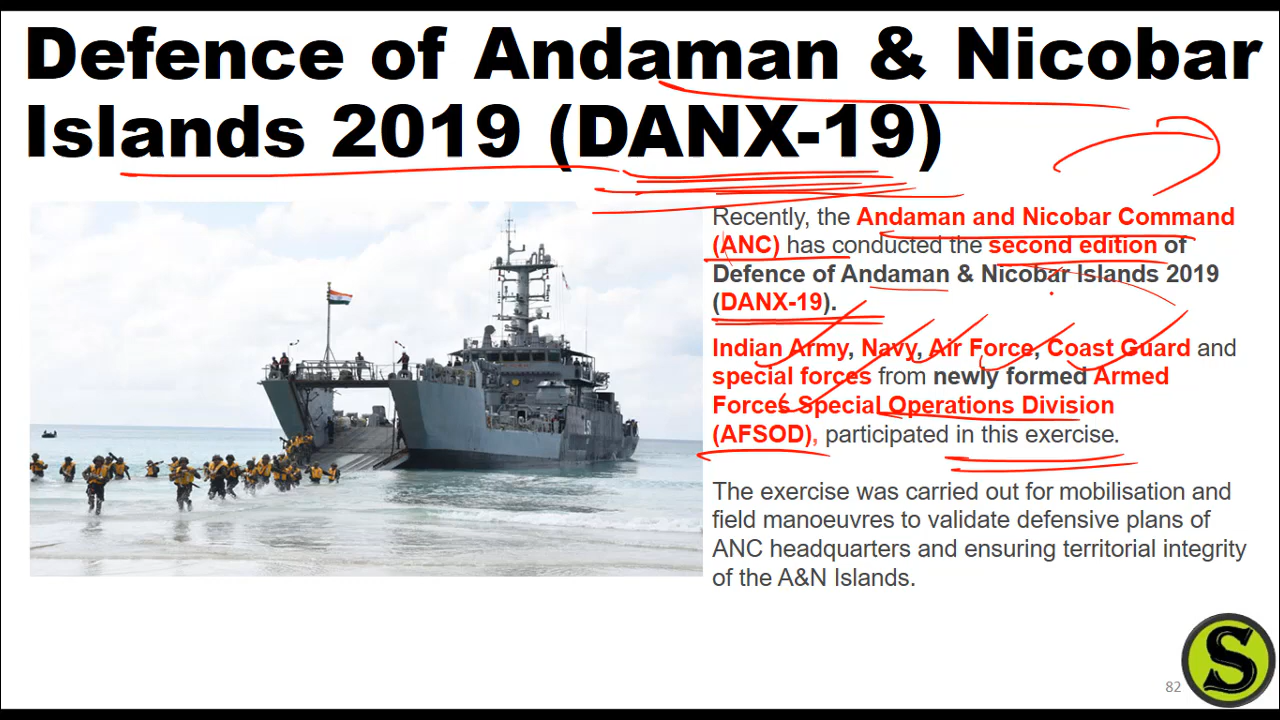 Defence of Andaman & Nicobar
Islands 2019 (DANX-19)
Recently, the Andaman and Nicobar Command
(ANC) has conducted the second edition of
Defence of Andaman & Nicobar Islands 2019
(DANX-19).
Indian Army, Navy, Air Force, Coast Guard and
special forces from newly formed Armed
Forces Special Operations Division
(AFSOD), participated in this exercise.
The exercise was carried out for mobilisation and
field manoeuvres to validate defensive plans of
ANC headquarters and ensuring territorial integrity
of the A&N Islands.
82
S